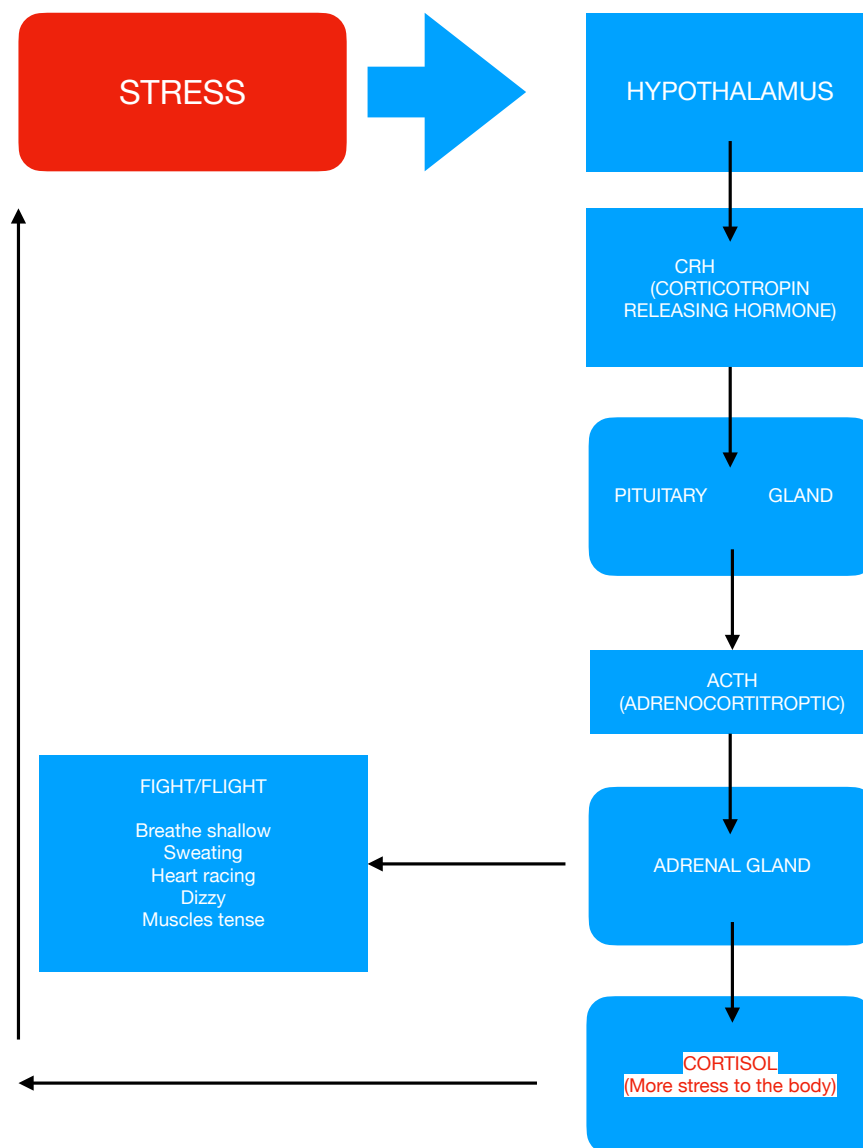 STRESS
HYPOTHALAMUS
CRH
(CORTICOTROPIN
RELEASING HORMONE)
PITUITARY GLAND
ACTH
(ADRENOCORTITROPTIC)
FIGHT/FLIGHT
Breathe shallow
Sweating
Heart racing
Dizzy
Muscles tense
ADRENAL GLAND
CORTISOL
(More stress to the body)